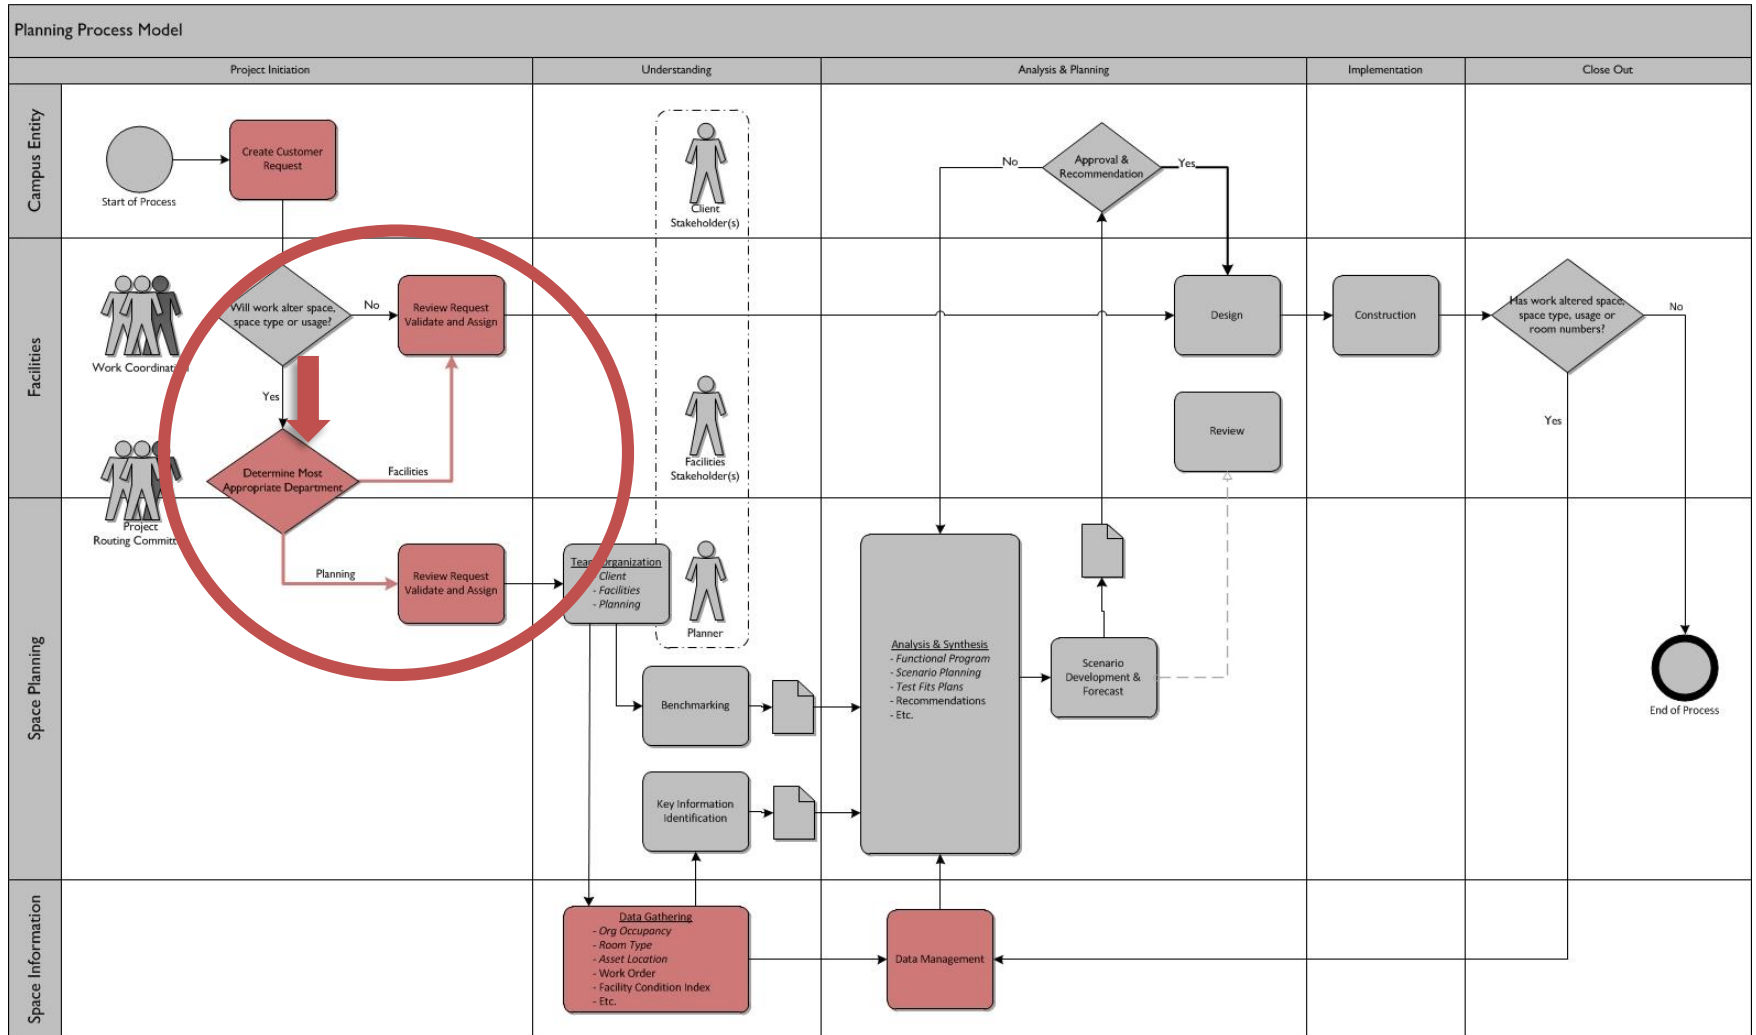 Planning Process Model
Project Initiation
Understanding
Analysis & Planning
Implementation
Close Out
Campus Entity
Facilities
Space Planning
Space Information
Start of Process
Create Customer
Request
Client
Stakeholder(s)
No
Approval &
Recommendation
Yes
Work Coordinati
Will work alter space,
space type or usage?
No
Review Request
Validate and Assign
Yes
Project
Routing Committ
Determine Most
Appropriate Department
Facilities
Planning
Review Request
Validate and Assign
Facilities
Stakeholder(s)
Design
Review
Construction
Has work altered space,
space type, usage or
room numbers?
No
Yes
Team Organization
- Client
- Facilities
- Planning
Planner
Benchmarking
Key Information
Identification
Analysis & Synthesis
- Functional Program
- Scenario Planning
- Test Fits Plans
- Recommendations
- Etc.
Scenario
Development &
Forecast
End of Process
Data Gathering
- Org Occupancy
- Room Type
- Asset Location
- Work Order
- Facility Condition Index
- Etc.
Data Management